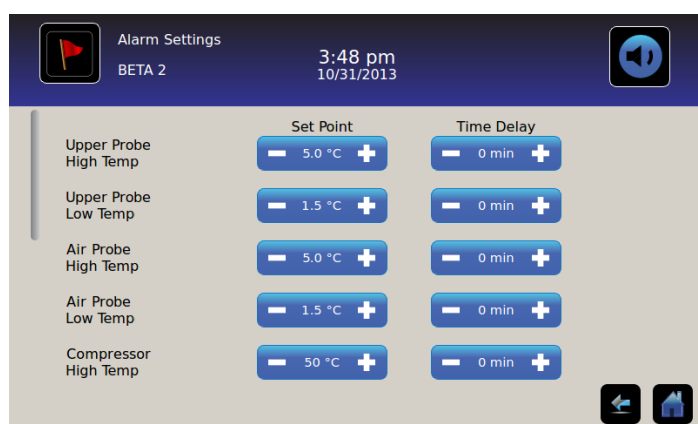 Alarm Settings
BETA 2
3:48 pm
10/31/2013
Set Point
Time Delay
Upper Probe
High Temp
5.0 °C
0 min
Upper Probe
Low Temp
1.5 °C
0 min
Air Probe
High Temp
5.0 °C
0 min
Air Probe
Low Temp
1.5 °C
0 min
Compressor
High Temp
50 °C
0 min